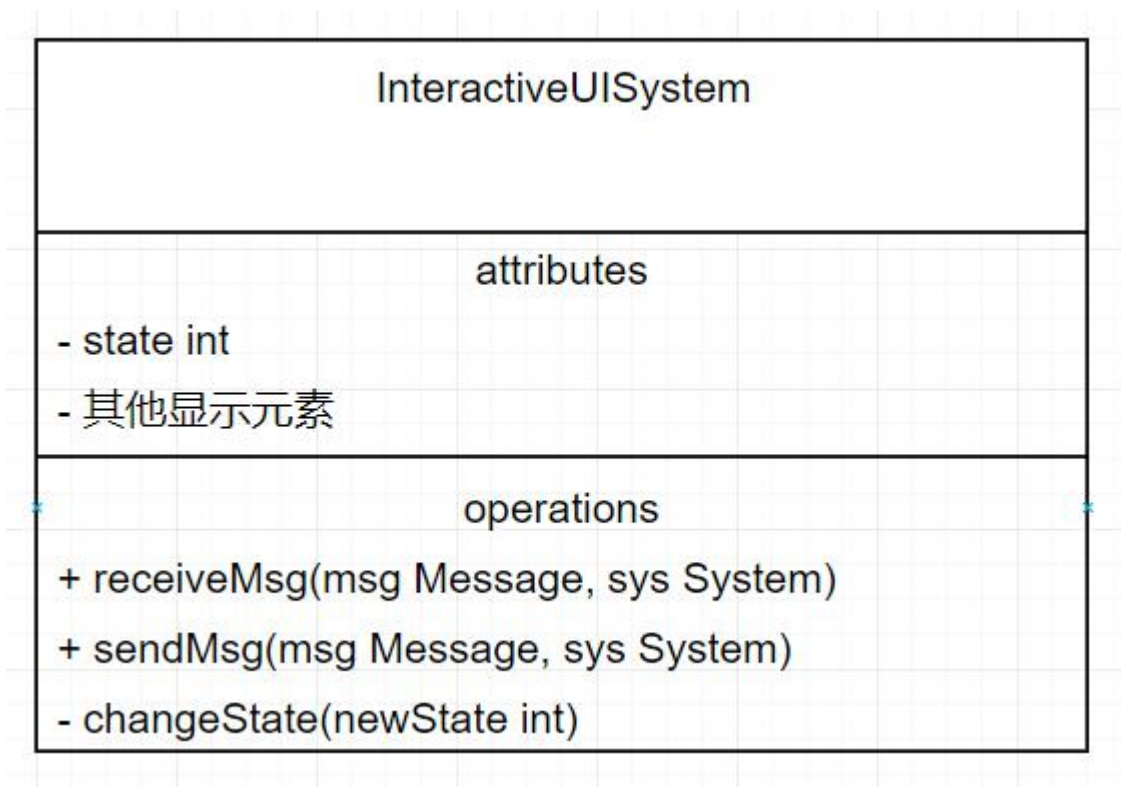 InteractiveUISystem
attributes
- state int
- 其他显示元素
operations
+ receiveMsg(msg Message, sys System)
+ sendMsg(msg Message, sys System)
- changeState(newState int)